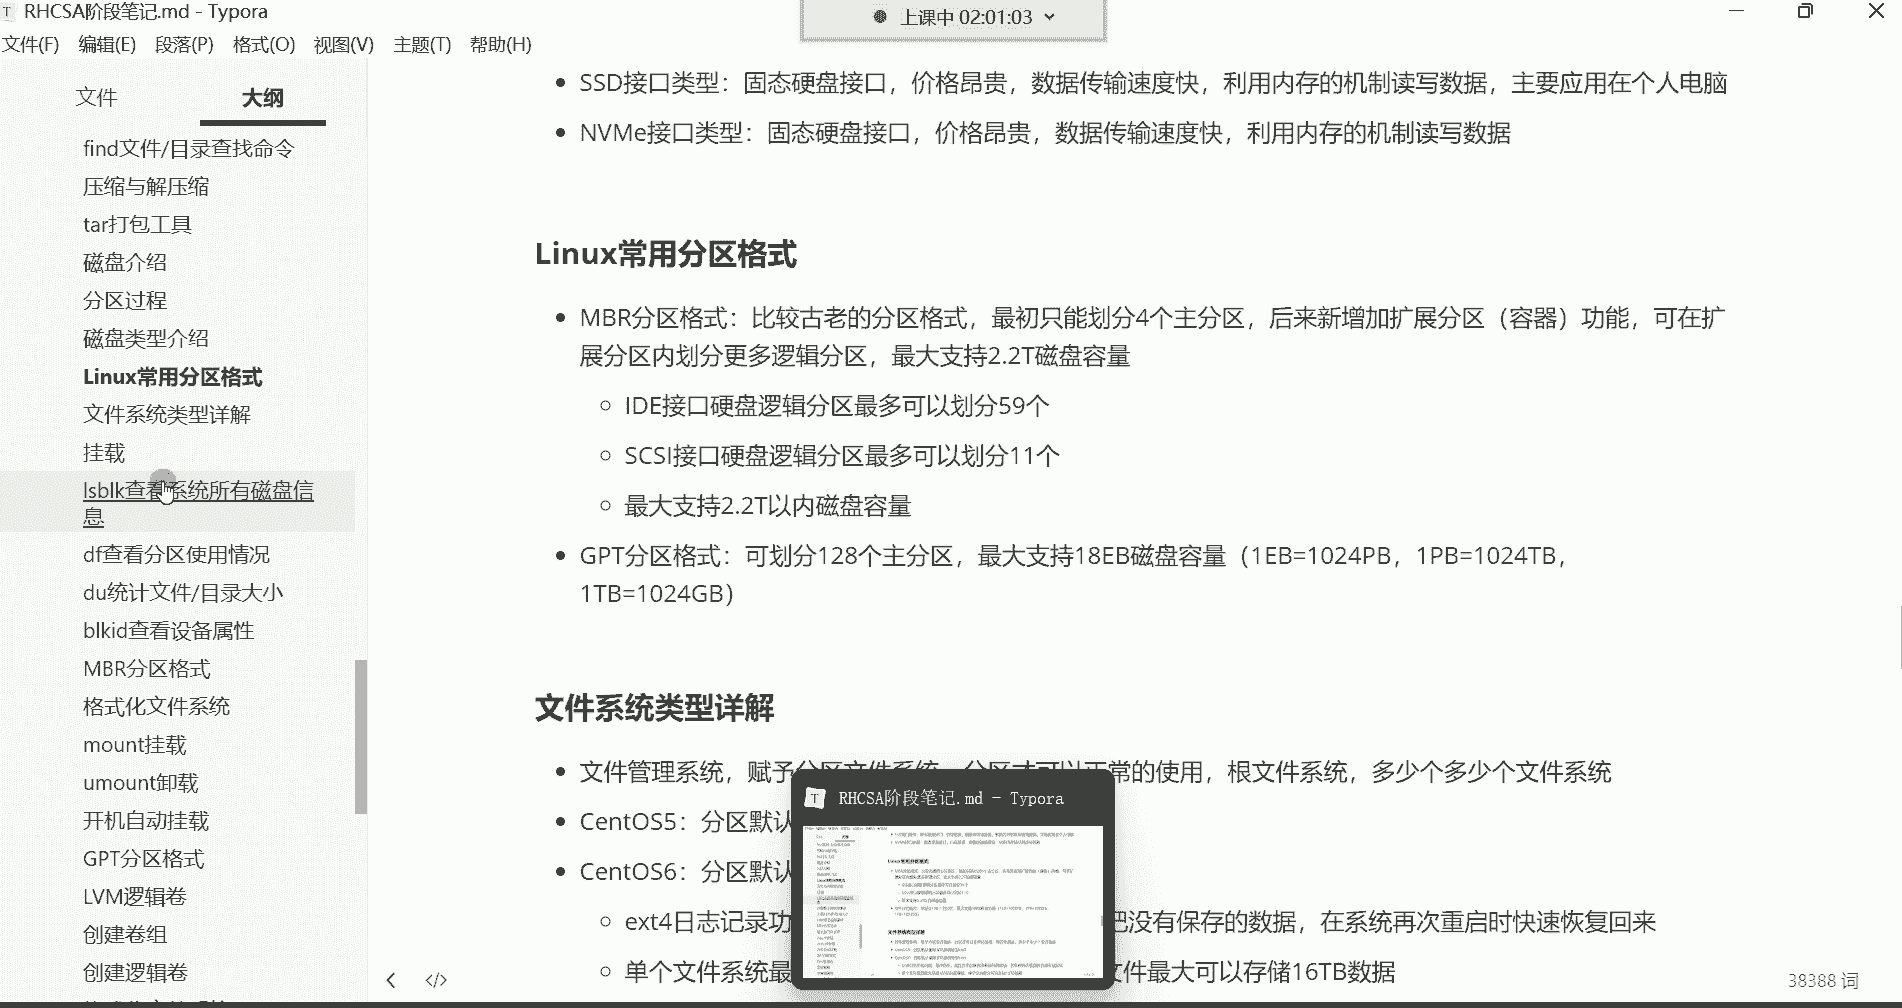 RHCSA阶段笔记.md - Typora
上课中 02:01:03
文件(F) 编辑(E) 段落(P) 格式(O) 视图(V) 主题(T) 帮助(H)
文件 大纲
find文件/目录查找命令
压缩与解压缩
tar打包工具
磁盘介绍
分区过程
磁盘类型介绍
Linux常用分区格式
文件系统类型详解
挂载
lsblk查看系统所有磁盘信
息
df查看分区使用情况
du统计文件/目录大小
blkid查看设备属性
MBR分区格式
格式化文件系统
mount挂载
umount卸载
开机自动挂载
GPT分区格式
LVM逻辑卷
创建卷组
创建逻辑卷
SSD接口类型：固态硬盘接口，价格昂贵，数据传输速度快，利用内存的机制读写数据，主要应用在个人电脑
NVMe接口类型：固态硬盘接口，价格昂贵，数据传输速度快，利用内存的机制读写数据
Linux常用分区格式
MBR分区格式：比较古老的分区格式，最初只能划分4个主分区，后来新增加扩展分区（容器）功能，可在扩
展分区内划分更多逻辑分区，最大支持2.2T磁盘容量
IDE接口硬盘逻辑分区最多可以划分59个
SCSI接口硬盘逻辑分区最多可以划分11个
最大支持2.2T以内磁盘容量
GPT分区格式：可划分128个主分区，最大支持18EB磁盘容量（1EB=1024PB，1PB=1024TB，
1TB=1024GB）
文件系统类型详解
文件管理系统，赋予分区文件系统，分区才可以正常的使用，根文件系统，多少个多少个文件系统
CentOS5：分区默认
CentOS6：分区默认
ext4日志记录功 把没有保存的数据，在系统再次重启时快速恢复回来
单个文件系统最 文件最大可以存储16TB数据
RHCSA阶段笔记.md - Typora
</>
38388 词